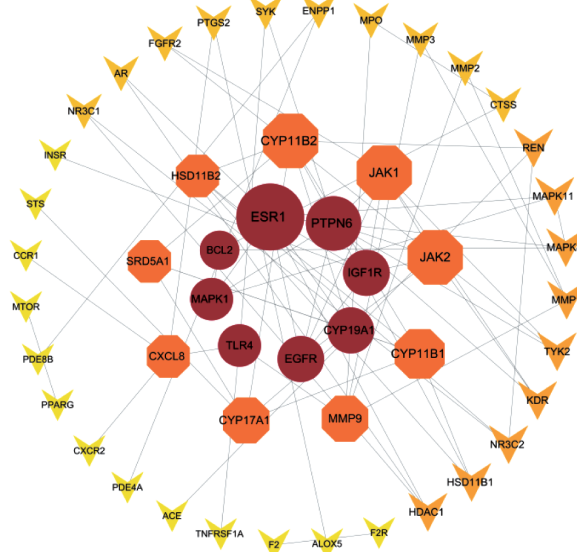 PTGS2
SYK
ENPP1
MPO
FGFR2
MMP3
AR
MMP2
NR3C1
CTSS
INSR
REN
STS
MAPK11
CCR1
MAPK
MTOR
MMP
PDE8B
TYK2
PPARG
KDR
CXCR2
NR3C2
PDE4A
HSD11B1
ACE
HDAC1
TNFRSF1A
F2
ALOX5
F2R
CYP11B2
HSD11B2
JAK1
SRD5A1
JAK2
CXCL8
CYP11B1
CYP17A1
MMP9
ESR1
PTPN6
BCL2
IGF1R
MAPK1
CYP19A1
TLR4
EGFR